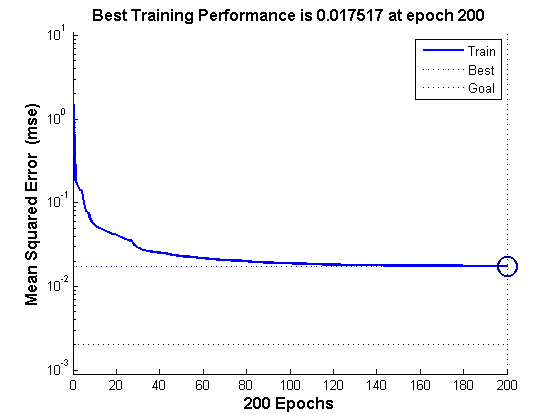 Best Training Performance is 0.017517 at epoch 200
Mean Squared Error (mse)
10^1
10^0
10^-1
10^-2
10^-3
Train
Best
Goal
0 20 40 60 80 100 120 140 160 180 200
200 Epochs